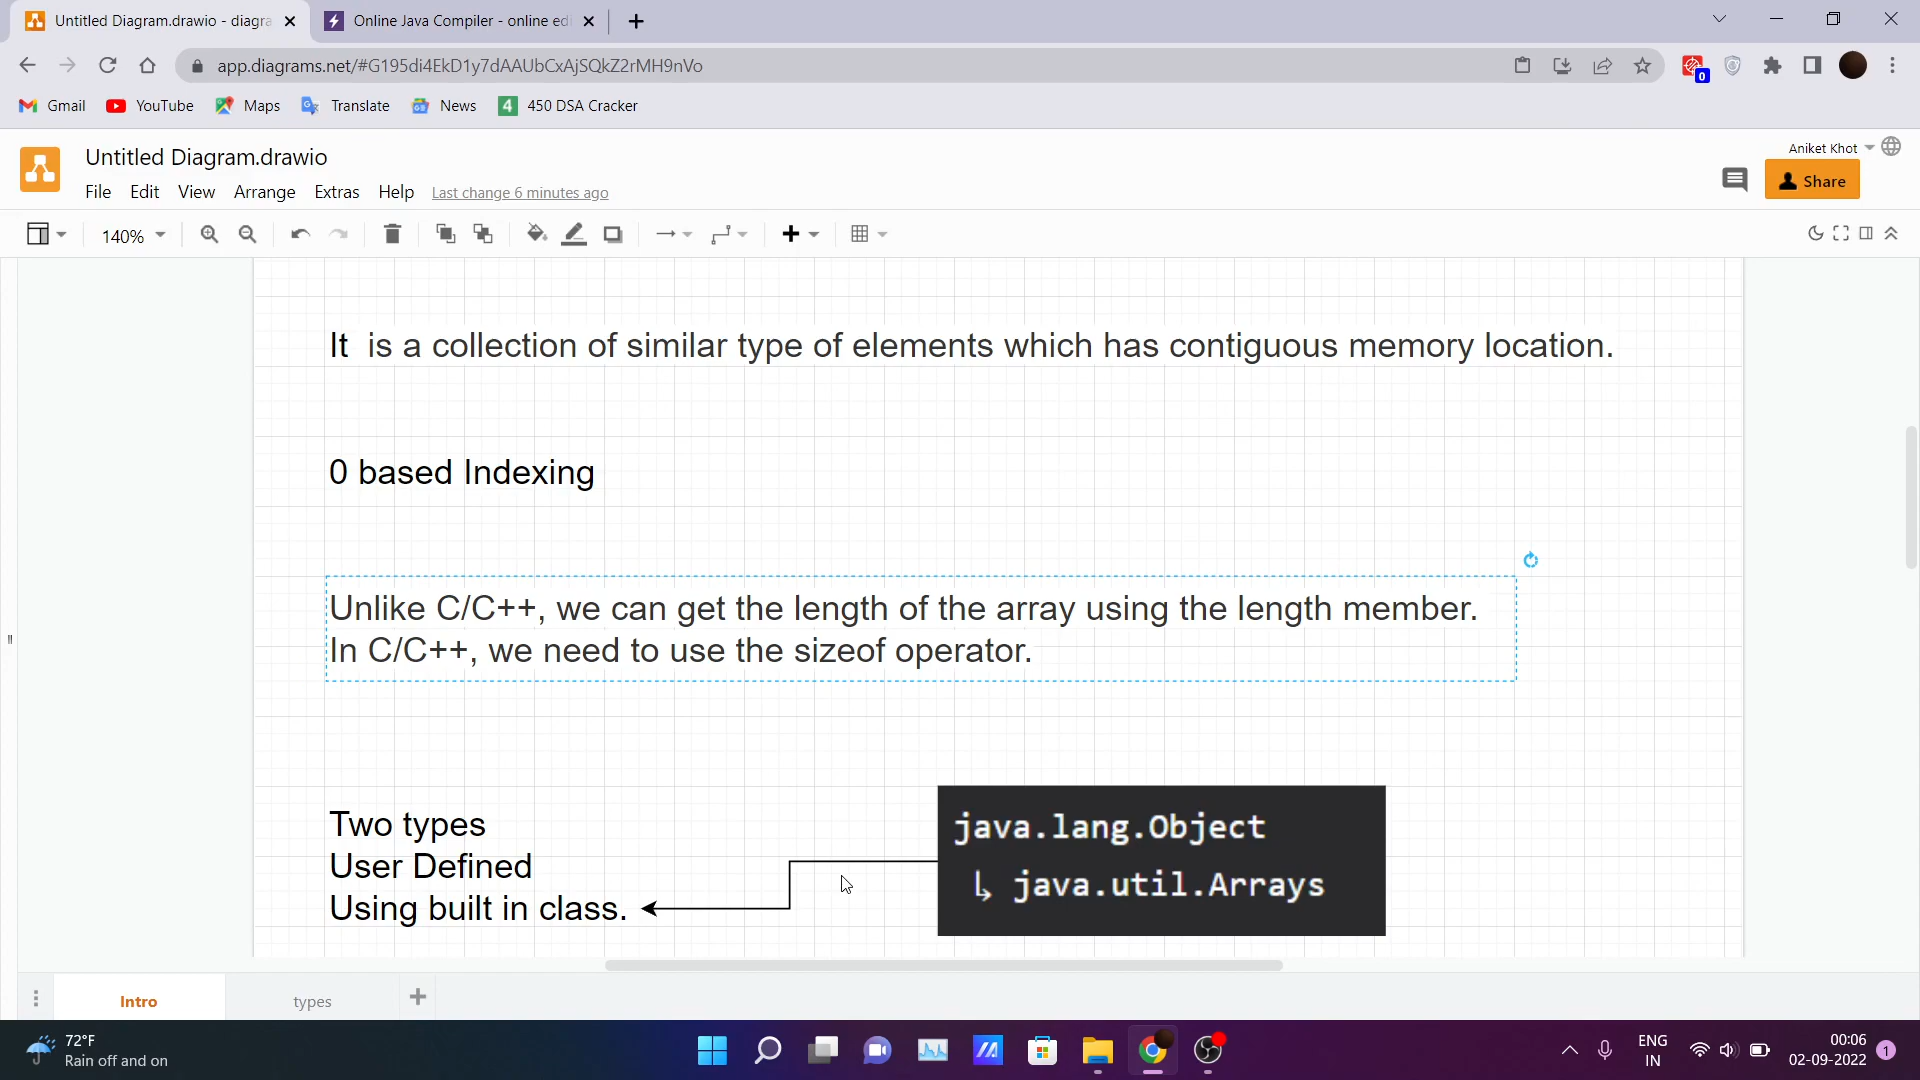 Untitled Diagram.drawio - diagra
Online Java Compiler - online edi
app.diagrams.net/#G195di4EkD1y7dAAUbCxAjSQkZ2rMH9nVo
0
Gmail
YouTube
Maps
Translate
News
4
450 DSA Cracker
Untitled Diagram.drawio
Aniket Khot
File
Edit
View
Arrange
Extras
Help
Last change 6 minutes ago
Share
140%
It is a collection of similar type of elements which has contiguous memory location.
0 based Indexing
Unlike C/C++, we can get the length of the array using the length member.
In C/C++, we need to use the sizeof operator.
Two types
User Defined
Using built in class.
java.lang.Object
↳ java.util.Arrays
Intro
types
72°F
Rain off and on
ENG
IN
00:06
02-09-2022
1